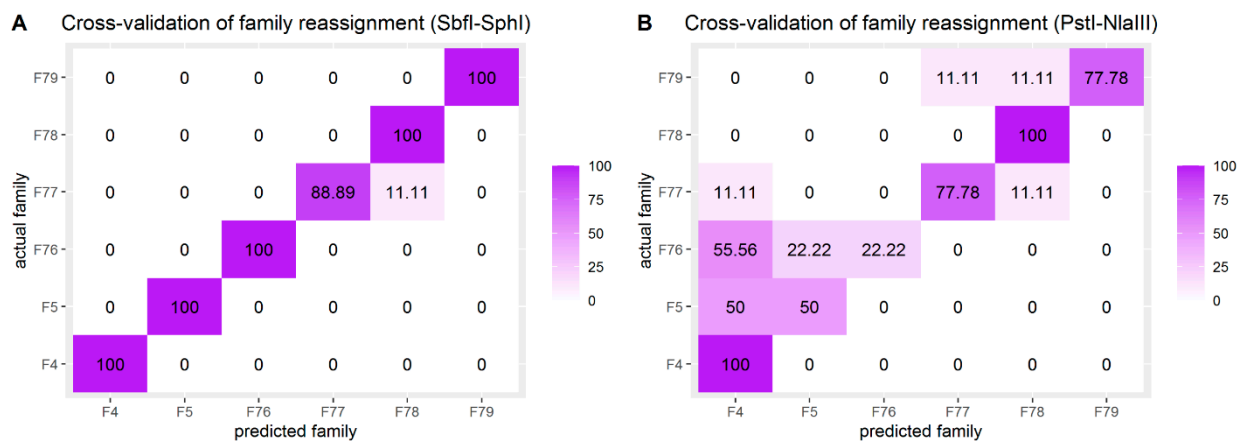 A Cross-validation of family reassignment (SbfI-SphI)
F79 0 0 0 0 0 100
F78 0 0 0 0 100 0
F77 0 0 0 88.89 11.11 0
F76 0 0 100 0 0 0
F5 0 100 0 0 0 0
F4 100 0 0 0 0 0
F4 F5 F76 F77 F78 F79
predicted family
actual family
100
75
50
25
0
B Cross-validation of family reassignment (PstI-NlaIII)
F79 0 0 0 11.11 11.11 77.78
F78 0 0 0 0 100 0
F77 11.11 0 0 77.78 11.11 0
F76 55.56 22.22 22.22 0 0 0
F5 50 50 0 0 0 0
F4 100 0 0 0 0 0
F4 F5 F76 F77 F78 F79
predicted family
actual family
100
75
50
25
0